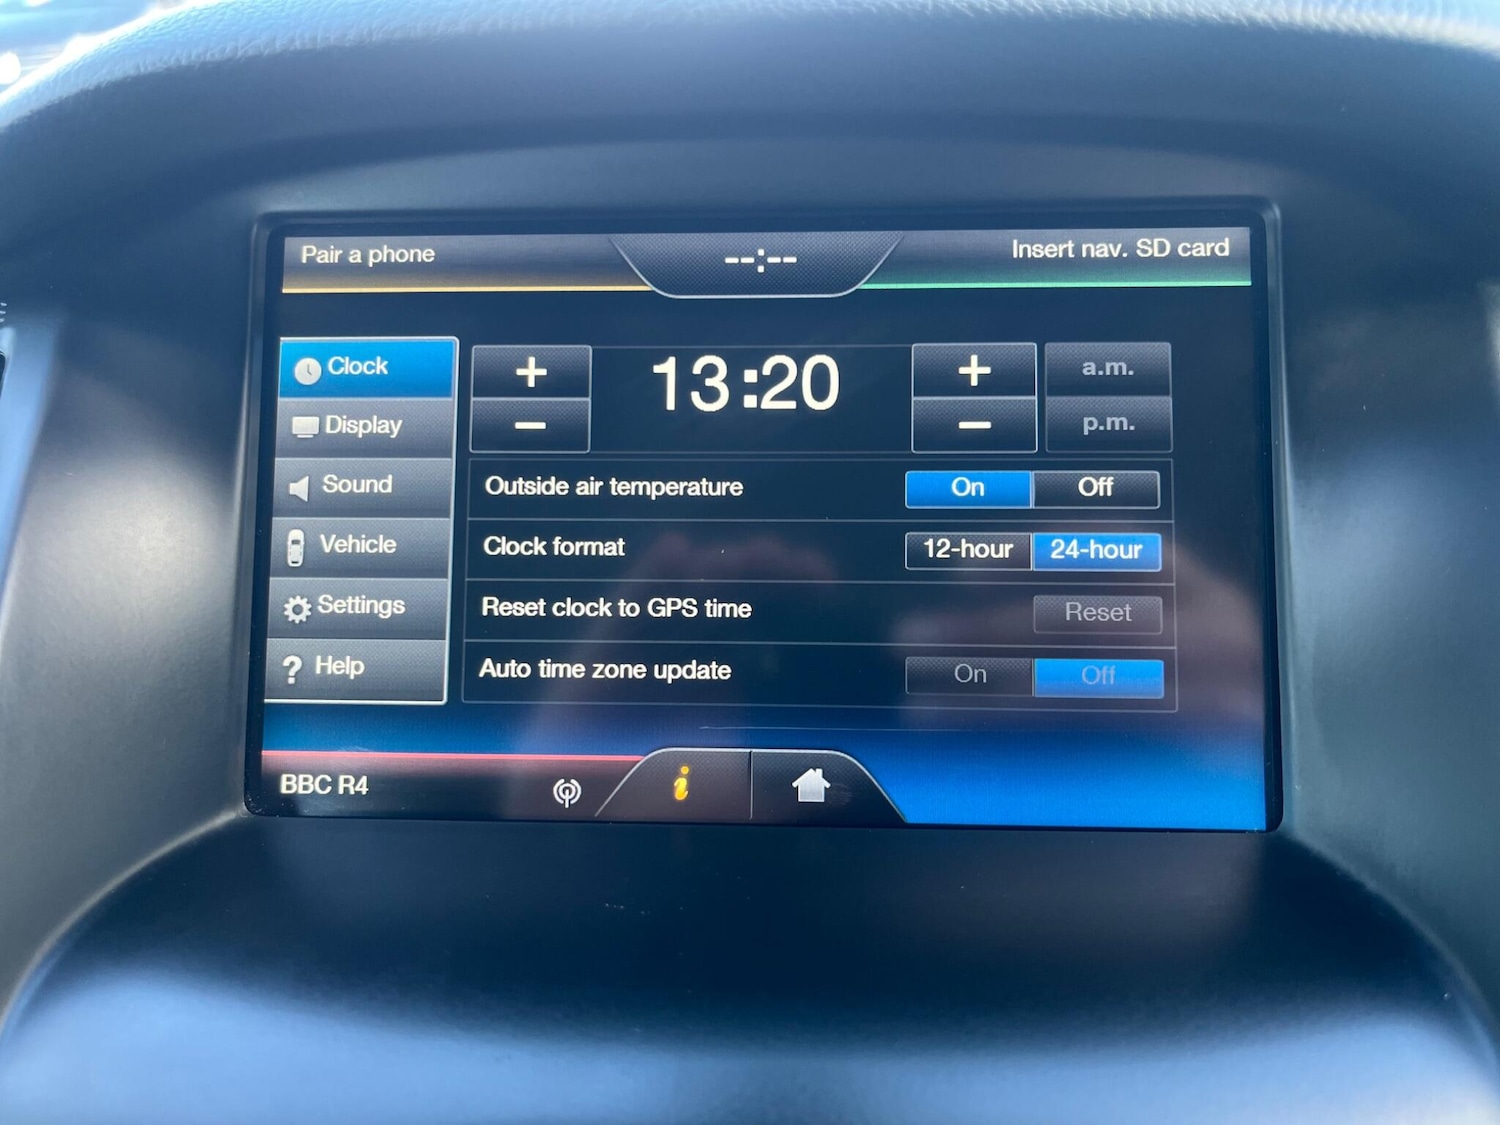 Pair a phone
--:--
Insert nav. SD card
Clock
Display
Sound
Vehicle
Settings
? Help
+
13:20
+
a.m.
−
−
p.m.
Outside air temperature On Off
Clock format 12-hour 24-hour
Reset clock to GPS time Reset
Auto time zone update On Off
BBC R4
i